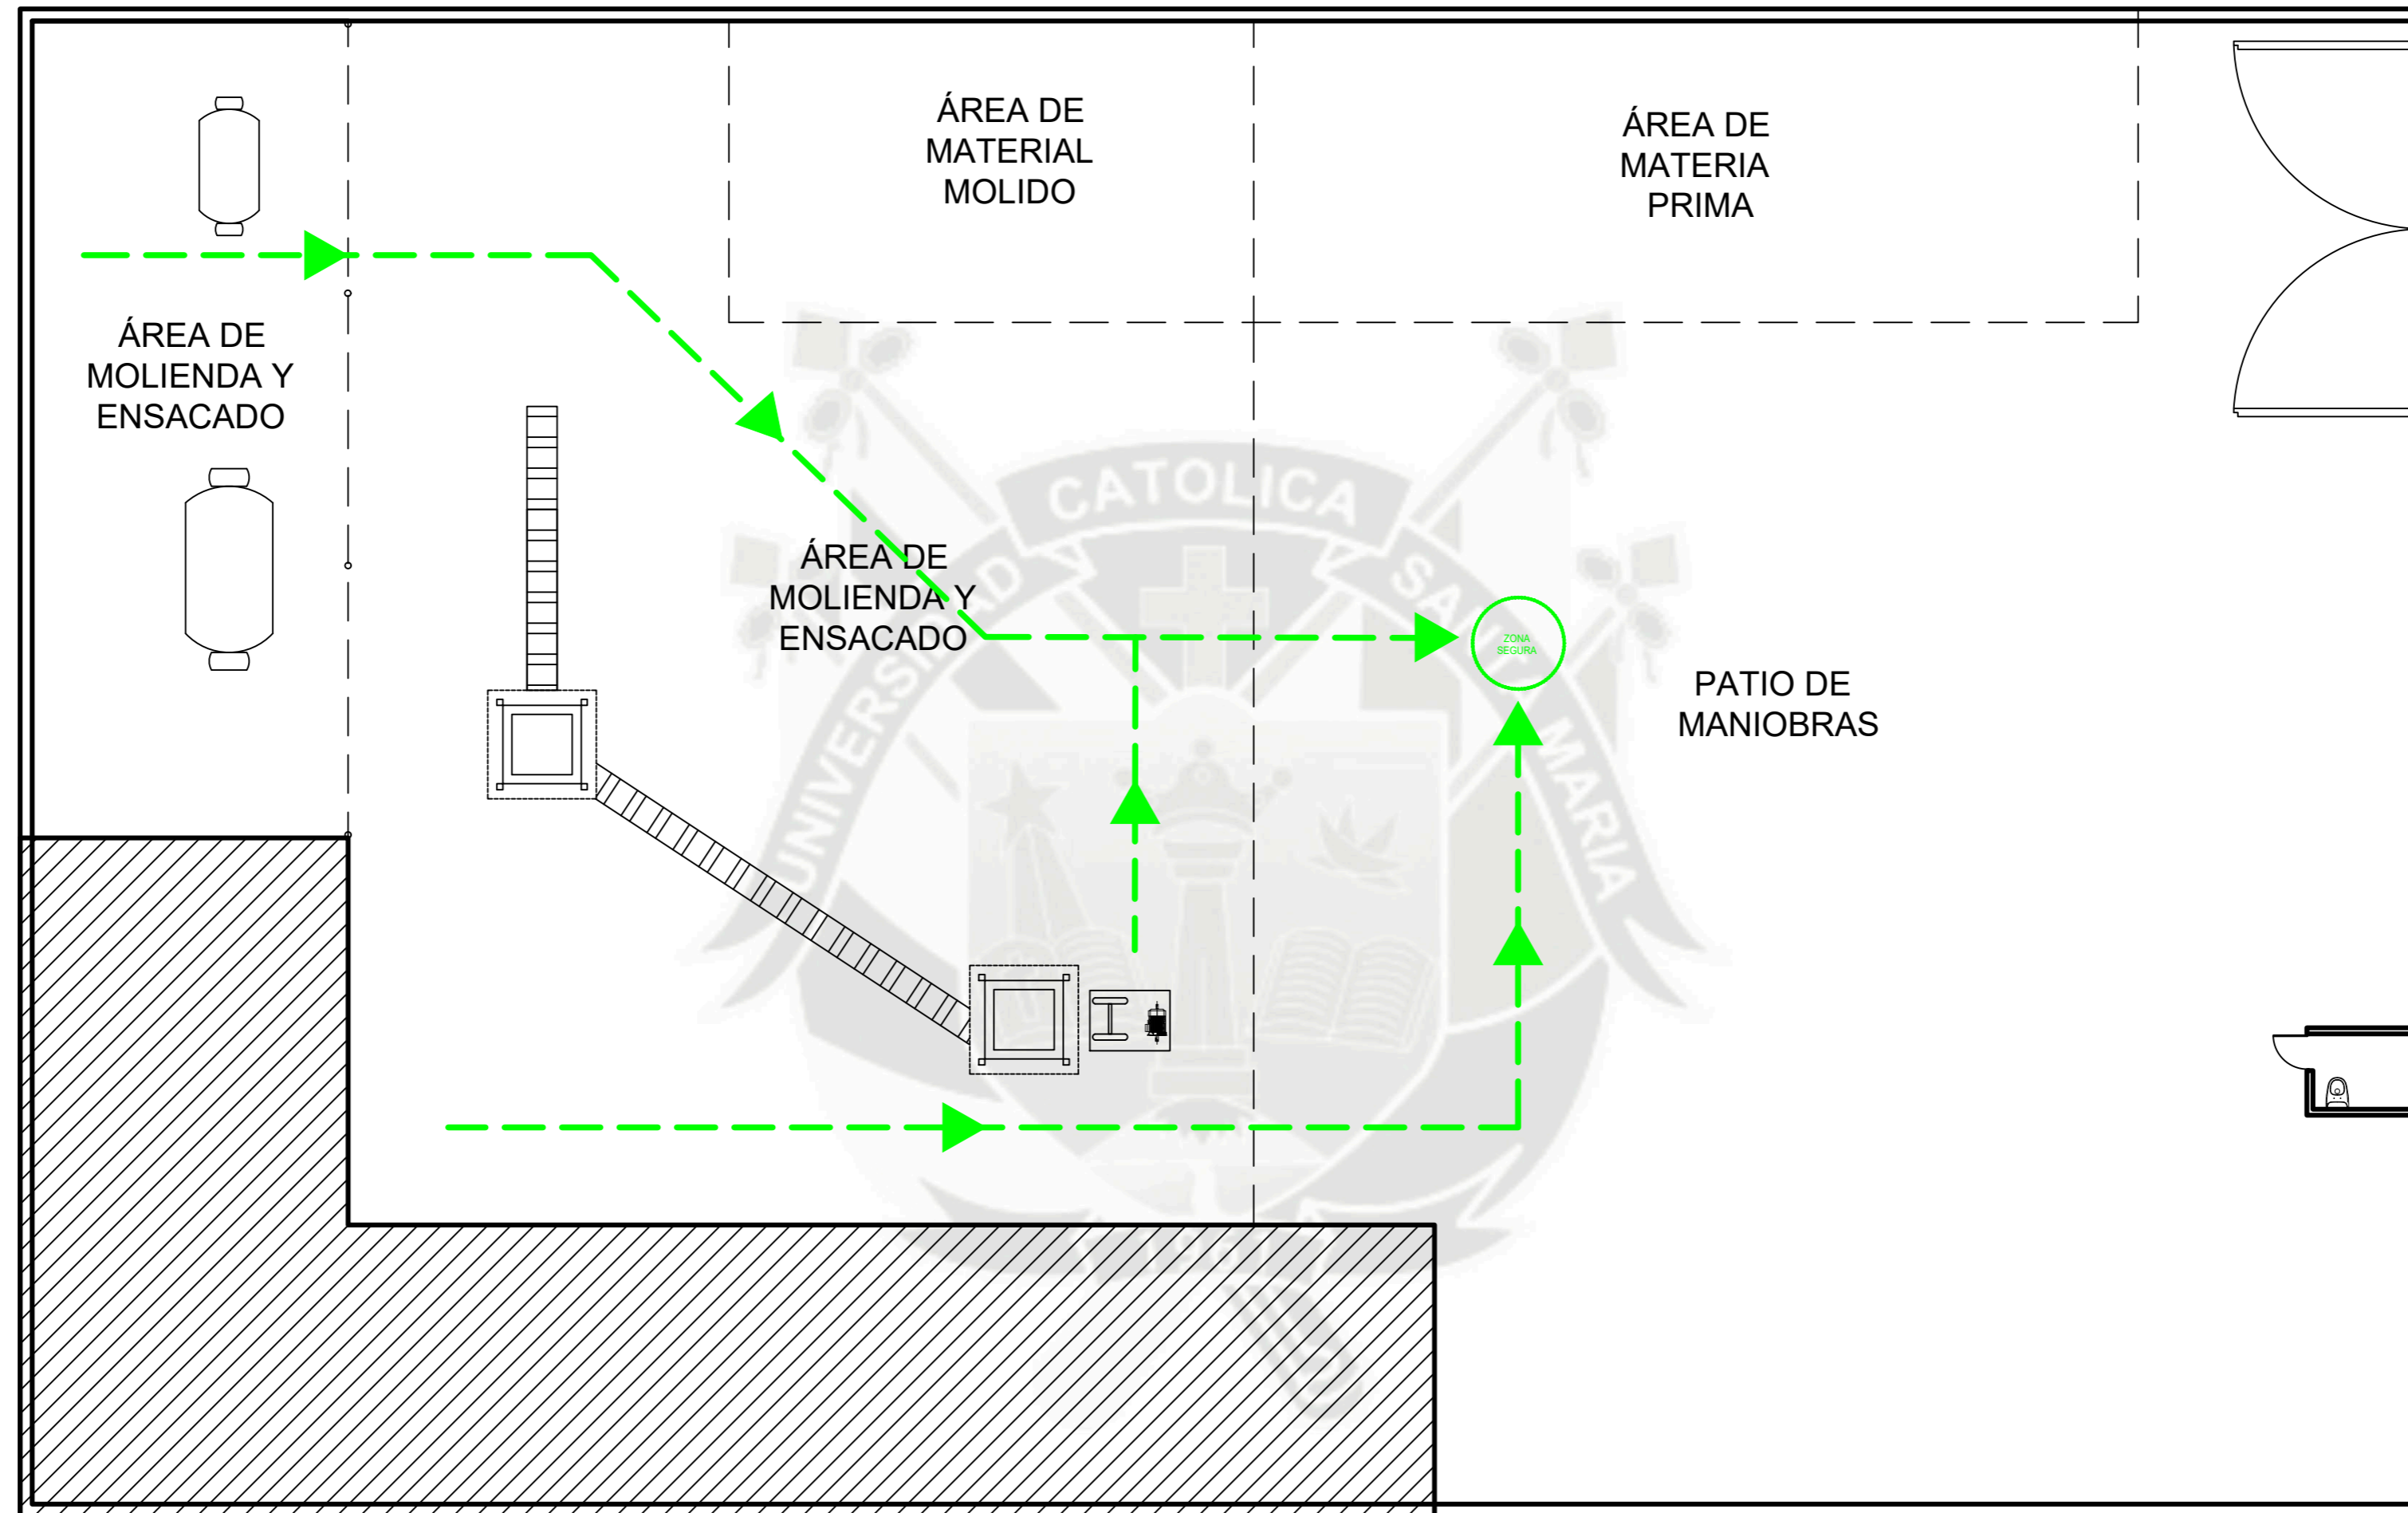 ÁREA DE
MATERIAL
MOLIDO
ÁREA DE
MATERIA
PRIMA
ÁREA DE
MOLIENDA Y
ENSACADO
ÁREA DE
MOLIENDA Y
ENSACADO
ZONA
SEGURA
PATIO DE
MANIOBRAS
UNIVERSIDAD
CATOLICA
SANTA MARIA